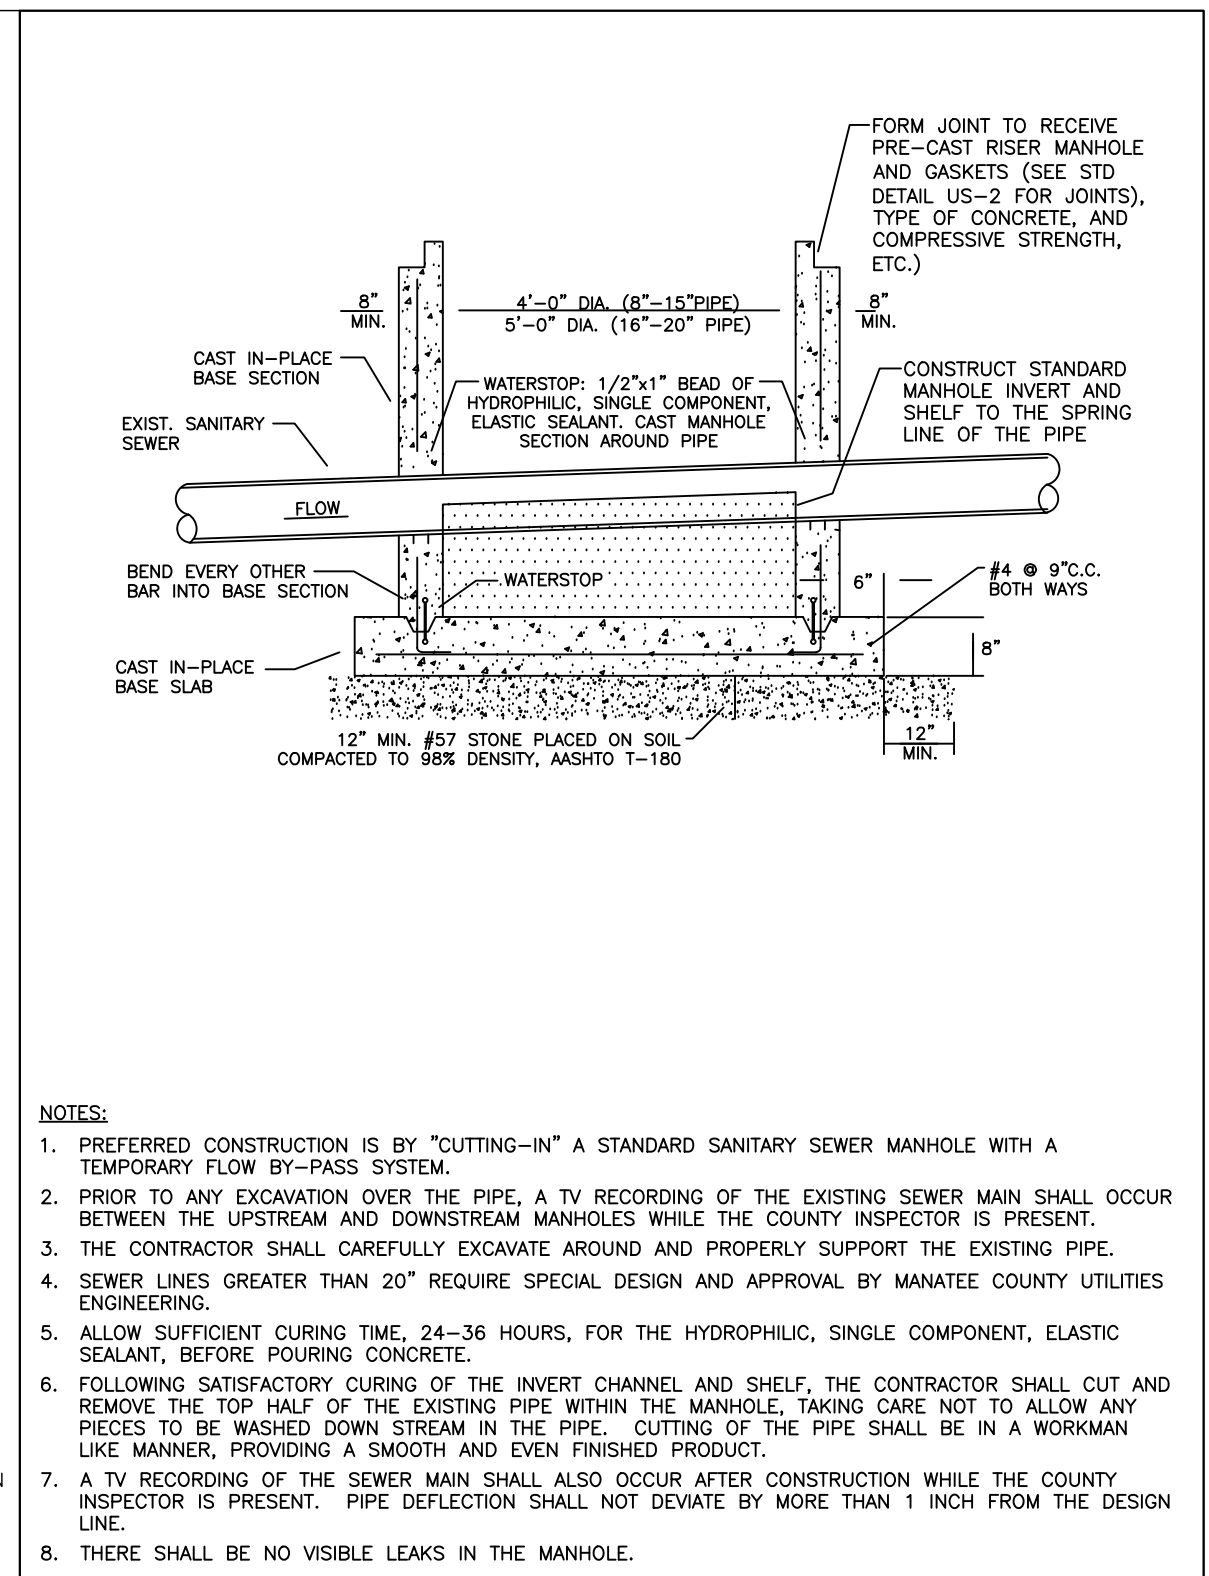 FORM JOINT TO RECEIVE
PRE-CAST RISER MANHOLE
AND GASKETS (SEE STD
DETAIL US-2 FOR JOINTS),
TYPE OF CONCRETE, AND
COMPRESSIVE STRENGTH,
ETC.)
8"
MIN.
4'-0" DIA. (8"-15"PIPE)
5'-0" DIA. (16"-20" PIPE)
8"
MIN.
CAST IN-PLACE
BASE SECTION
WATERSTOP: 1/2"x1" BEAD OF
HYDROPHILIC, SINGLE COMPONENT,
ELASTIC SEALANT. CAST MANHOLE
SECTION AROUND PIPE
CONSTRUCT STANDARD
MANHOLE INVERT AND
SHELF TO THE SPRING
LINE OF THE PIPE
EXIST. SANITARY
SEWER
FLOW
BEND EVERY OTHER
BAR INTO BASE SECTION
WATERSTOP
6"
#4 @ 9"C.C.
BOTH WAYS
8"
CAST IN-PLACE
BASE SLAB
12" MIN. #57 STONE PLACED ON SOIL
COMPACTED TO 98% DENSITY, AASHTO T-180
12"
MIN.
NOTES:
1. PREFERRED CONSTRUCTION IS BY "CUTTING-IN" A STANDARD SANITARY SEWER MANHOLE WITH A
TEMPORARY FLOW BY-PASS SYSTEM.
2. PRIOR TO ANY EXCAVATION OVER THE PIPE, A TV RECORDING OF THE EXISTING SEWER MAIN SHALL OCCUR
BETWEEN THE UPSTREAM AND DOWNSTREAM MANHOLES WHILE THE COUNTY INSPECTOR IS PRESENT.
3. THE CONTRACTOR SHALL CAREFULLY EXCAVATE AROUND AND PROPERLY SUPPORT THE EXISTING PIPE.
4. SEWER LINES GREATER THAN 20" REQUIRE SPECIAL DESIGN AND APPROVAL BY MANATEE COUNTY UTILITIES
ENGINEERING.
5. ALLOW SUFFICIENT CURING TIME, 24-36 HOURS, FOR THE HYDROPHILIC, SINGLE COMPONENT, ELASTIC
SEALANT, BEFORE POURING CONCRETE.
6. FOLLOWING SATISFACTORY CURING OF THE INVERT CHANNEL AND SHELF, THE CONTRACTOR SHALL CUT AND
REMOVE THE TOP HALF OF THE EXISTING PIPE WITHIN THE MANHOLE, TAKING CARE NOT TO ALLOW ANY
PIECES TO BE WASHED DOWN STREAM IN THE PIPE. CUTTING OF THE PIPE SHALL BE IN A WORKMAN
LIKE MANNER, PROVIDING A SMOOTH AND EVEN FINISHED PRODUCT.
7. A TV RECORDING OF THE SEWER MAIN SHALL ALSO OCCUR AFTER CONSTRUCTION WHILE THE COUNTY
INSPECTOR IS PRESENT. PIPE DEFLECTION SHALL NOT DEVIATE BY MORE THAN 1 INCH FROM THE DESIGN
LINE.
8. THERE SHALL BE NO VISIBLE LEAKS IN THE MANHOLE.